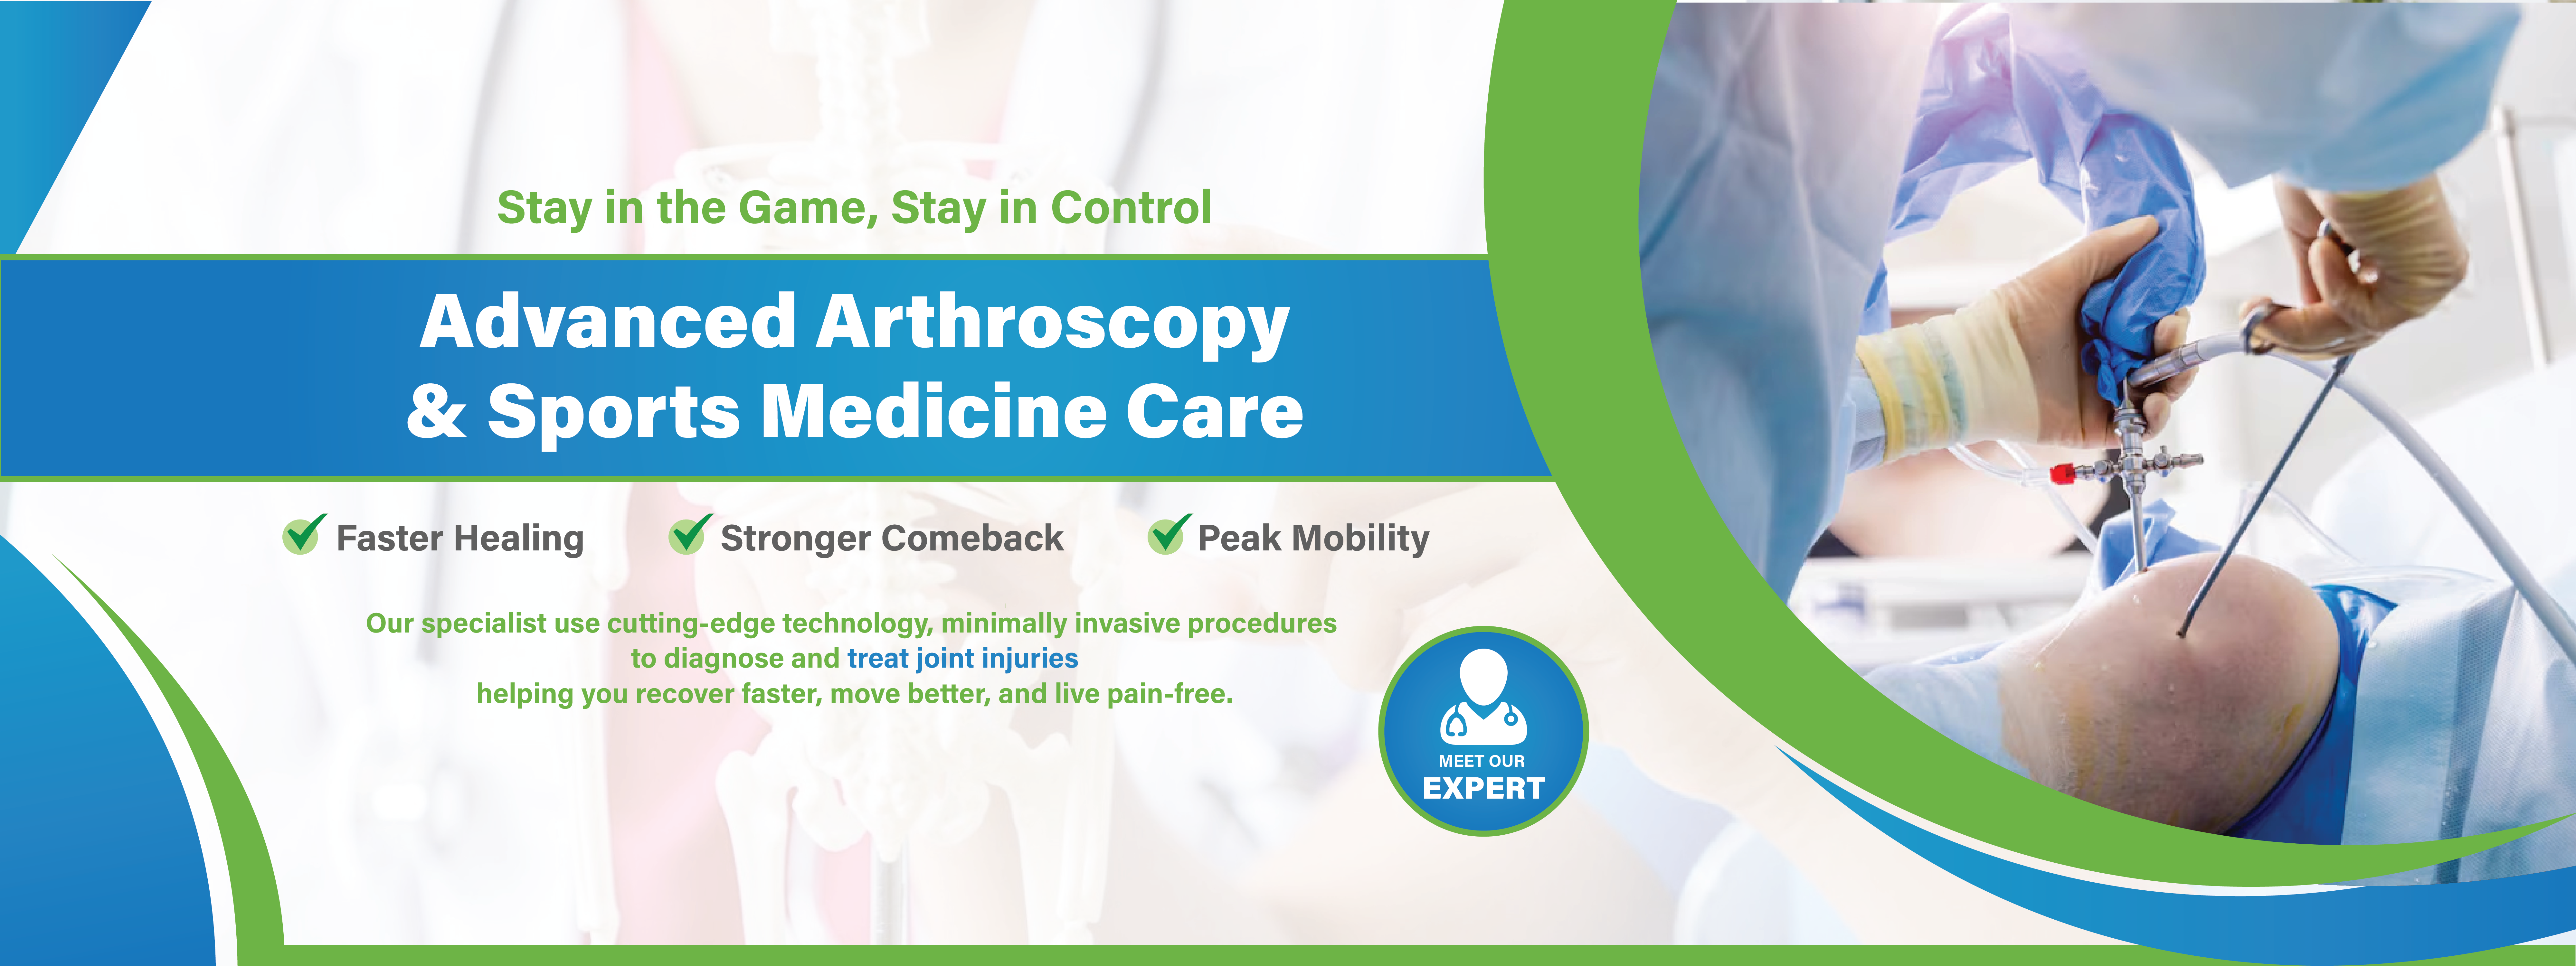 Stay in the Game, Stay in Control
Advanced Arthroscopy
& Sports Medicine Care
Faster Healing
Stronger Comeback
Peak Mobility
Our specialist use cutting-edge technology, minimally invasive procedures
to diagnose and treat joint injuries
helping you recover faster, move better, and live pain-free.
MEET OUR
EXPERT